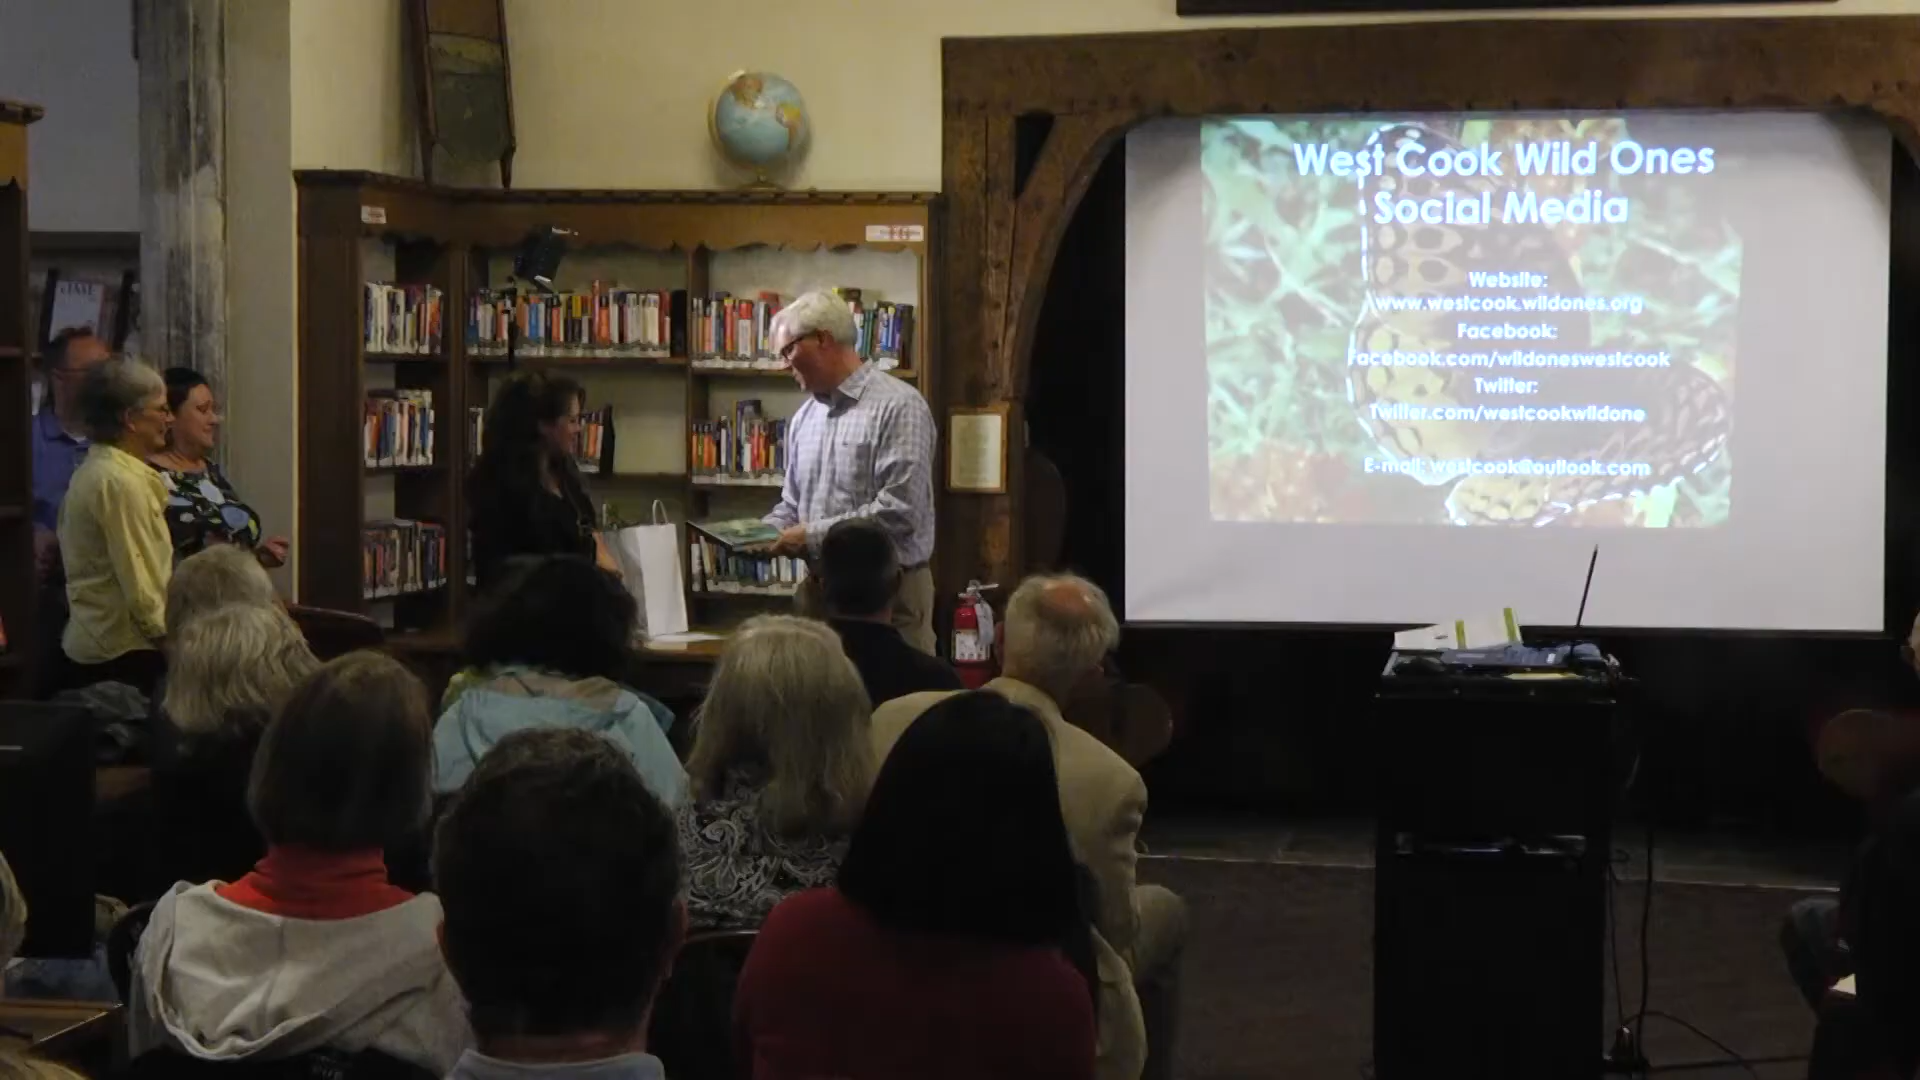 West Cook Wild Ones
Social Media
Website:
www.westcook.wildones.org
Facebook:
Facebook.com/wildoneswestcook
Twitter:
Twitter.com/westcookwildone
E-mail: westcook@outlook.com